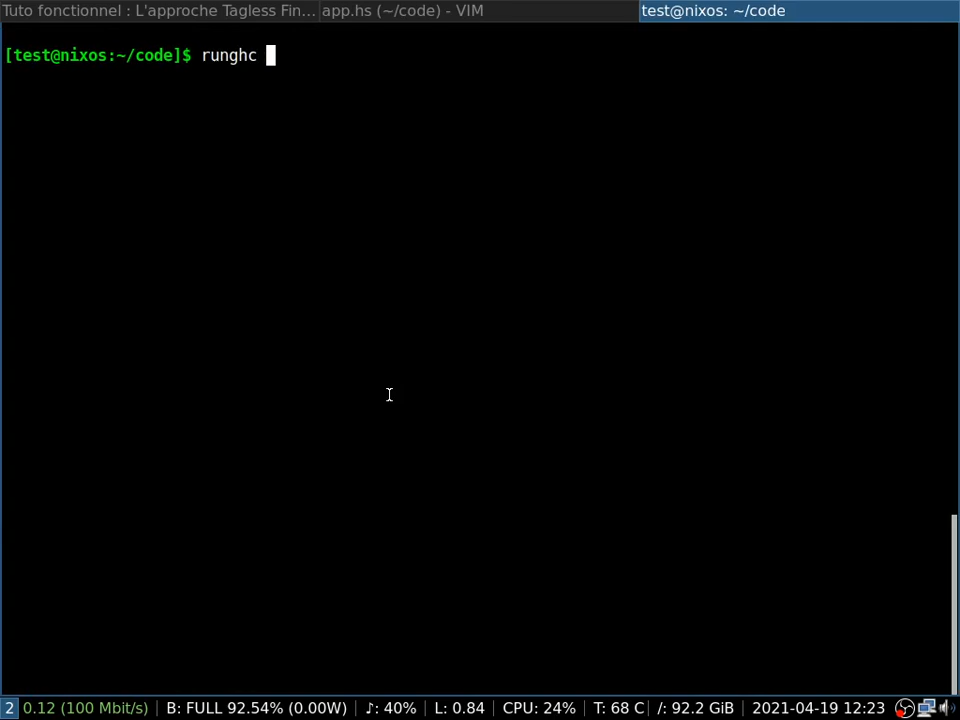 Tuto fonctionnel : L'approche Tagless Fin... app.hs (~/code) - VIM test@nixos: ~/code
[test@nixos:~/code]$ runghc
2 0.12 (100 Mbit/s) | B: FULL 92.54% (0.00W) | ♪: 40% | L: 0.84 | CPU: 24% | T: 68 C | /: 92.2 GiB | 2021-04-19 12:23